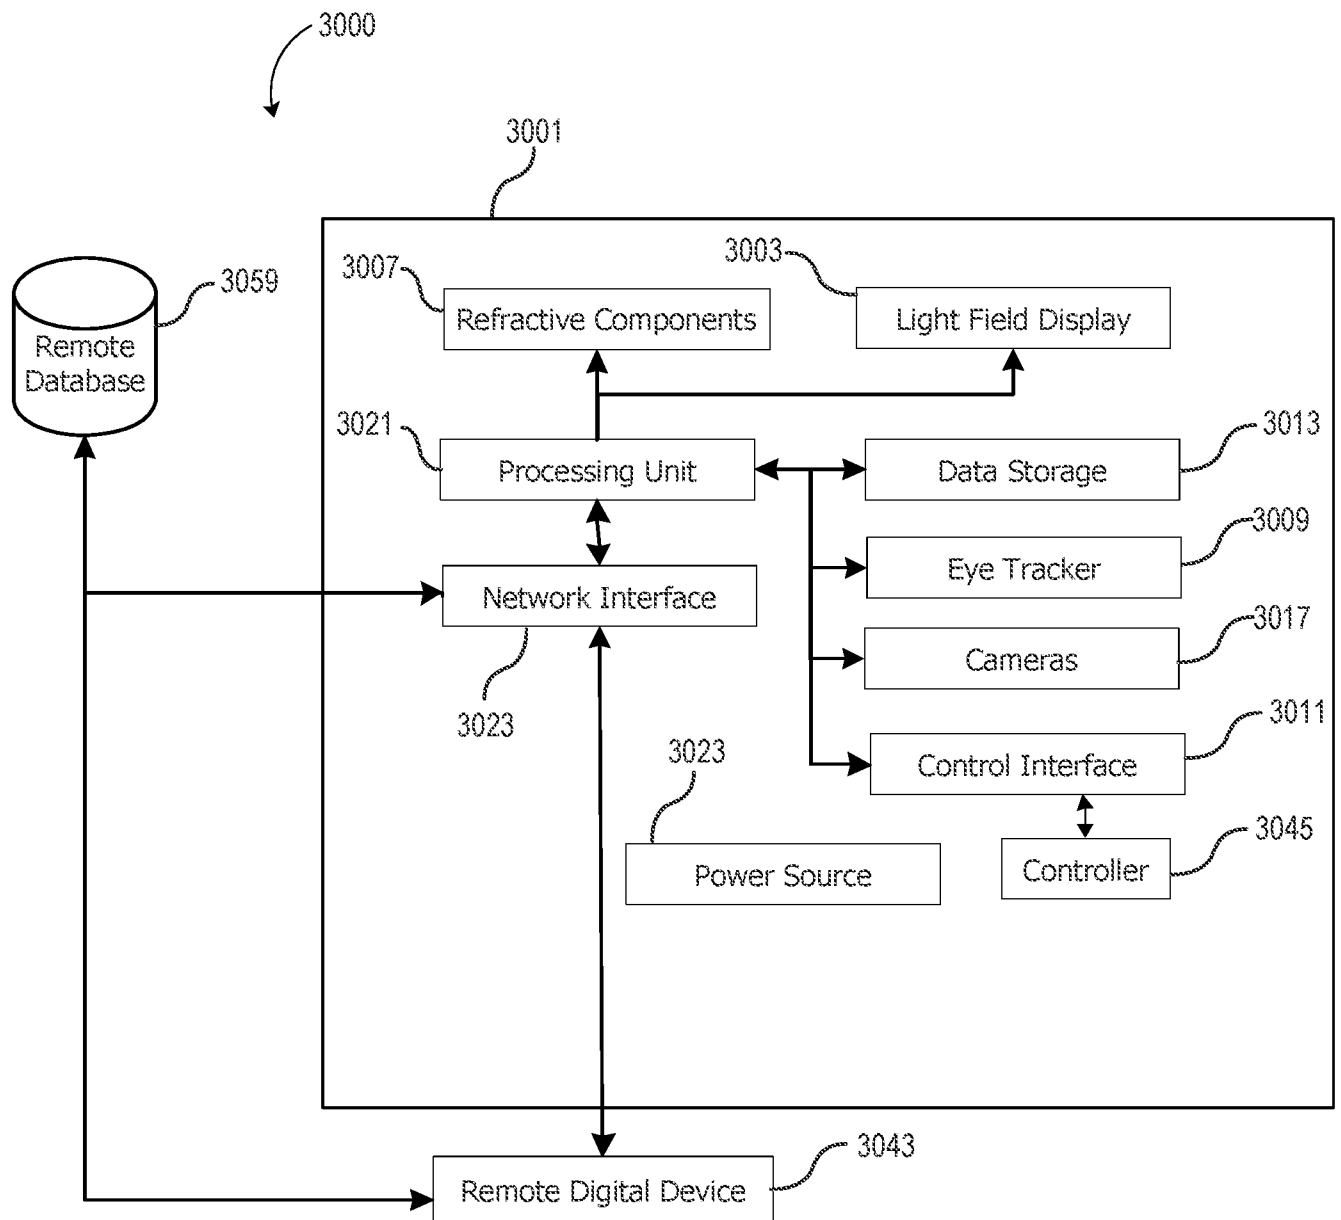 3000
3001
3059
3007
3003
Refractive Components
Light Field Display
Remote
Database
3021
3013
Processing Unit
Data Storage
3009
Eye Tracker
Network Interface
3017
Cameras
3023
3011
3023
Control Interface
3045
Power Source
Controller
3043
Remote Digital Device